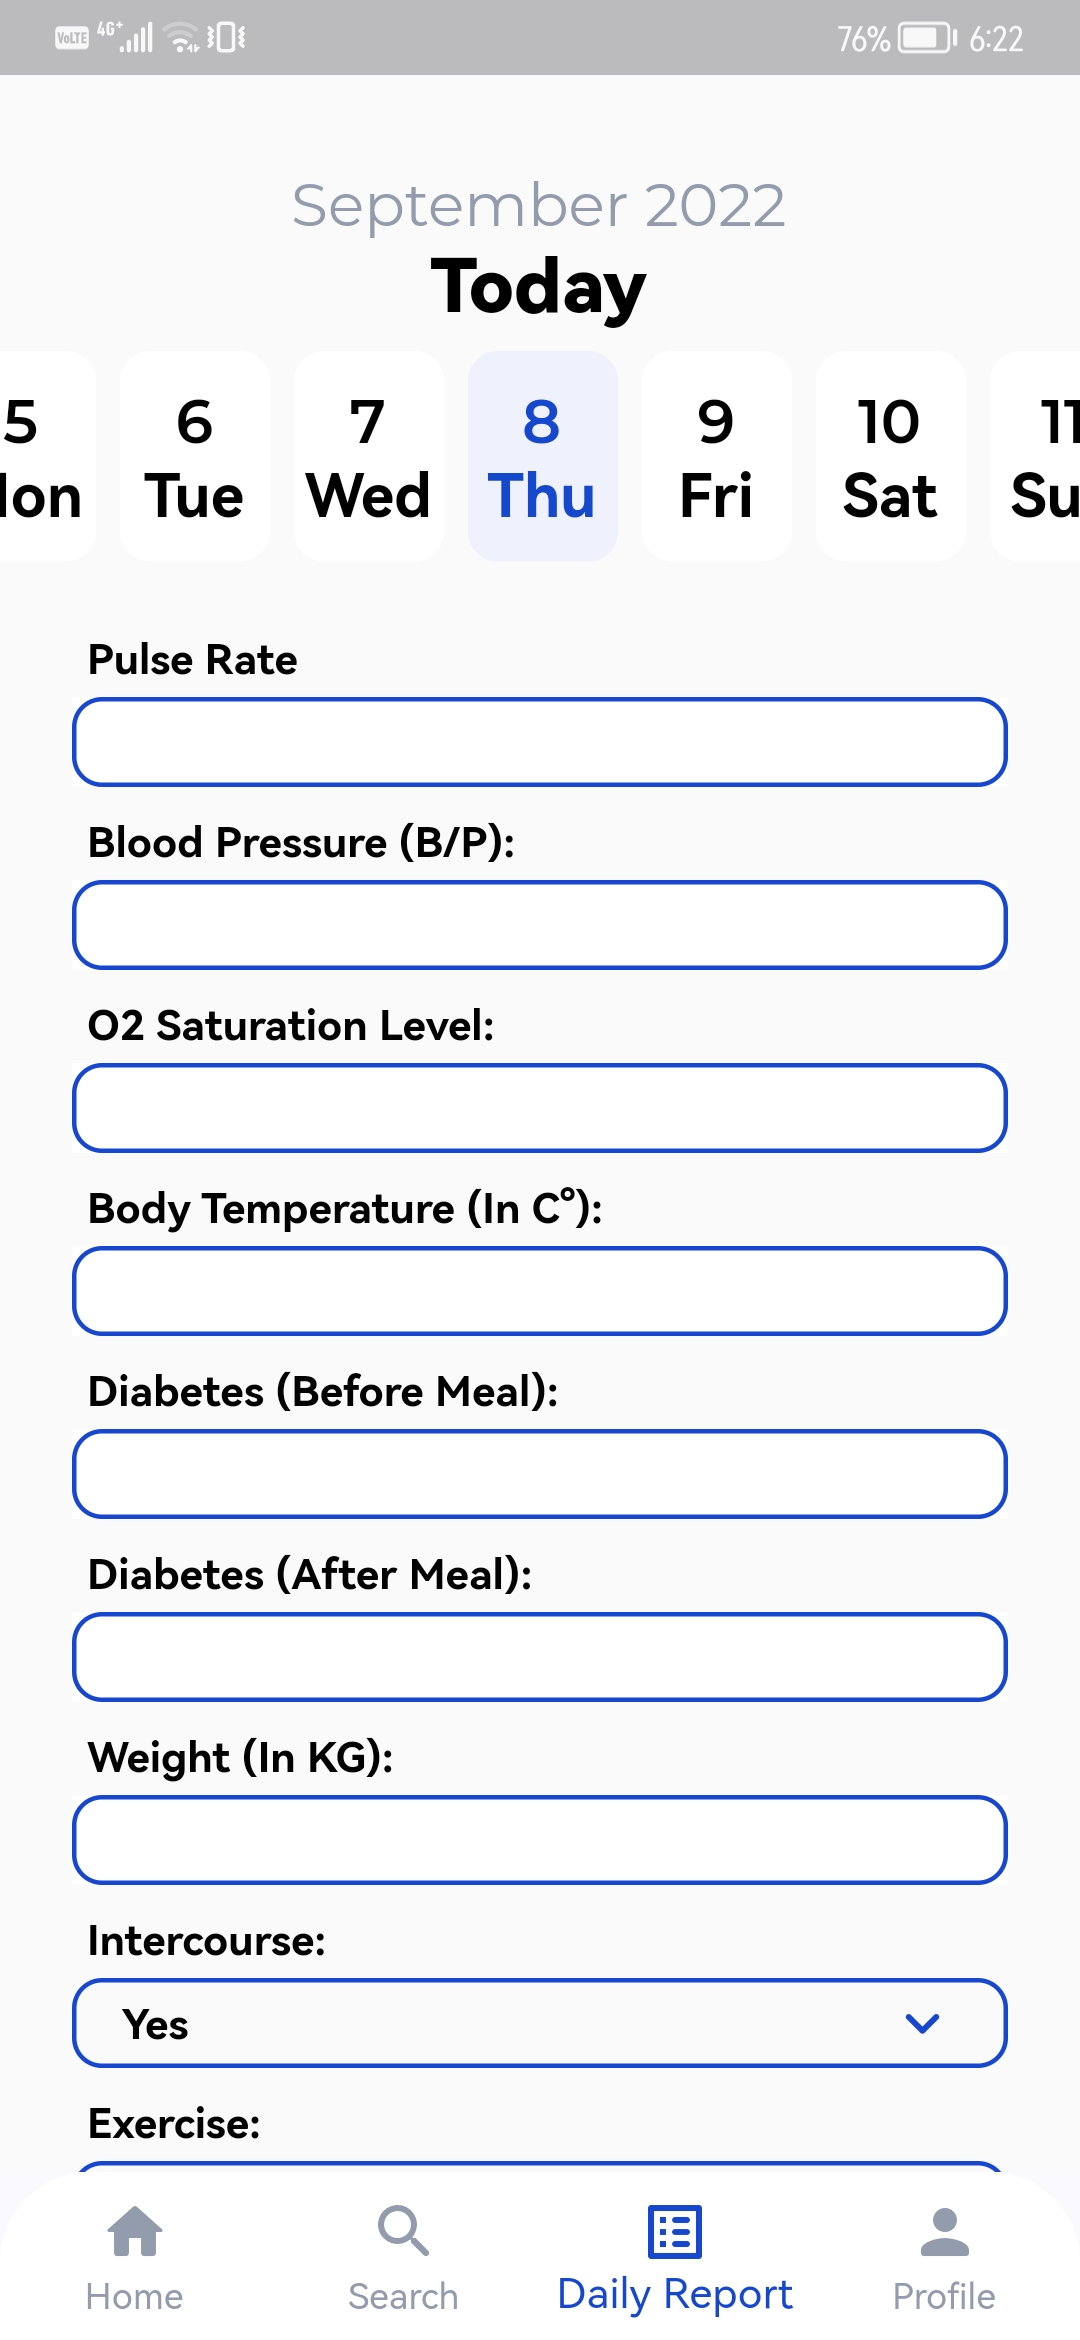 VoLTE 4G+ 76% 6:22
September 2022
Today
5 6 7 8 9 10 11
Tue Wed Thu Fri Sat
Pulse Rate
Blood Pressure (B/P):
O2 Saturation Level:
Body Temperature (In C°):
Diabetes (Before Meal):
Diabetes (After Meal):
Weight (In KG):
Intercourse:
Yes
Exercise:
Home Search Daily Report Profile